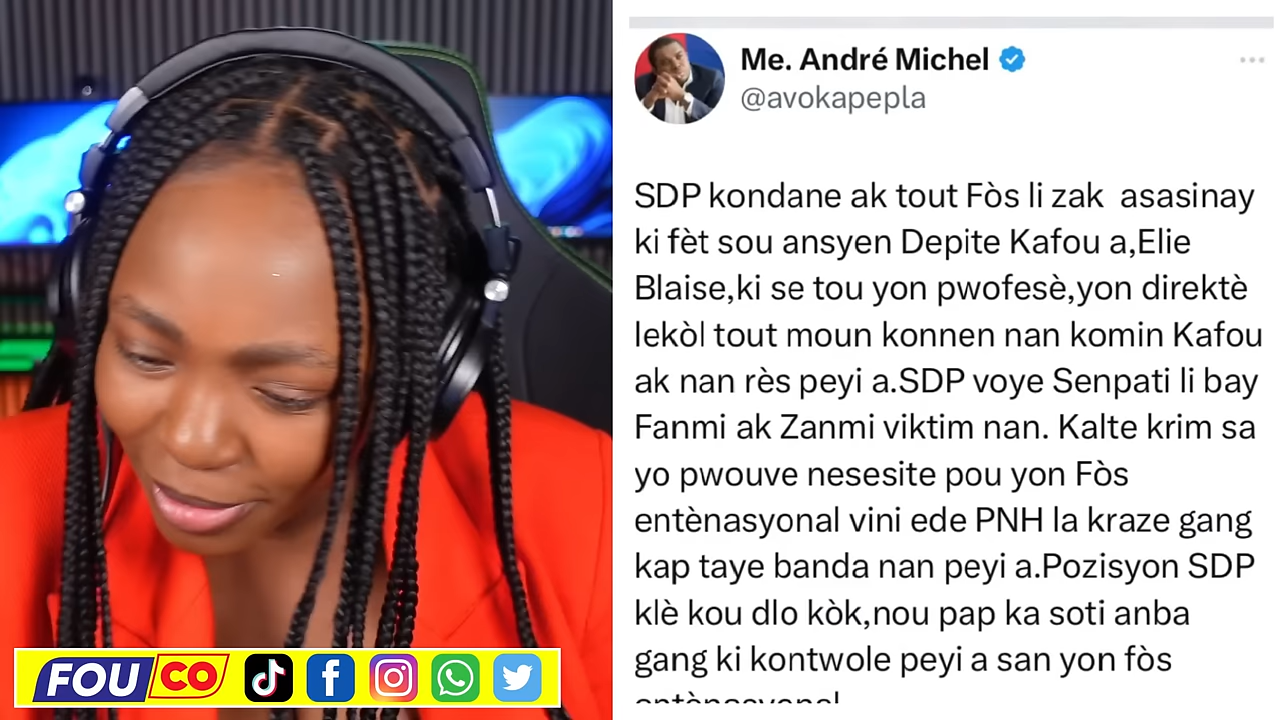 Me. André Michel
@avokapepla
SDP kondane ak tout Fòs li zak asasinay
ki fèt sou ansyen Depite Kafou a,Elie
Blaise,ki se tou yon pwofesè,yon direktè
lekòl tout moun konnen nan komin Kafou
ak nan rès peyi a.SDP voye Senpati li bay
Fanmi ak Zanmi viktim nan. Kalte krim sa
yo pwouve nesesite pou yon Fòs
entènasyonal vini ede PNH la kraze gang
kap taye banda nan peyi a.Pozisyon SDP
klè kou dlo kòk,nou pap ka soti anba
gang ki kontwole peyi a san yon fòs
entènasyonal
FOUCO